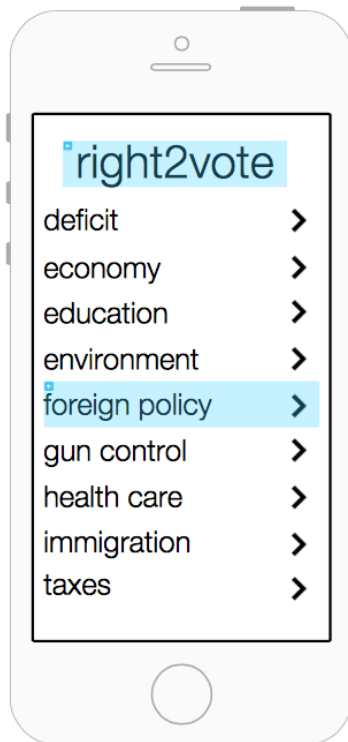 right2vote
deficit
economy
education
environment
foreign policy
gun control
health care
immigration
taxes